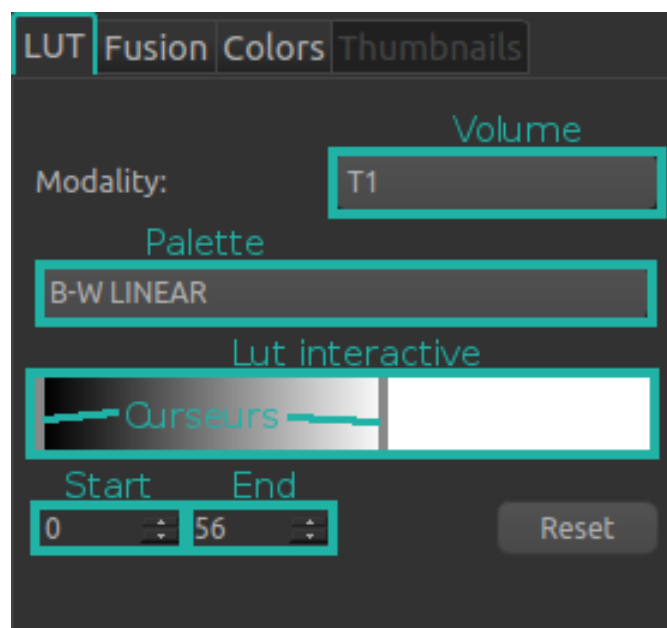 LUT Fusion Colors Thumbnails
Volume
Modality: T1
Palette
B-W LINEAR
Lut interactive
Curseurs
Start End
0 56 Reset